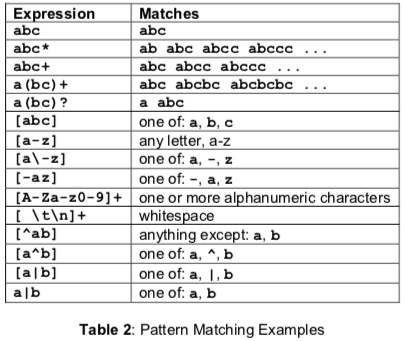 Expression Matches
abc abc
abc* ab abc abcc abccc ...
abc+ abc abcc abccc ...
a(bc)+ abc abcbc abcbcbc ...
a(bc)? a abc
[abc] one of: a, b, c
[a-z] any letter, a-z
[a\-z] one of: a, -, z
[-az] one of: -, a, z
[A-Za-z0-9]+ one or more alphanumeric characters
[ \t\n]+ whitespace
[^ab] anything except: a, b
[a^b] one of: a, ^, b
[a|b] one of: a, |, b
a|b one of: a, b
Table 2: Pattern Matching Examples